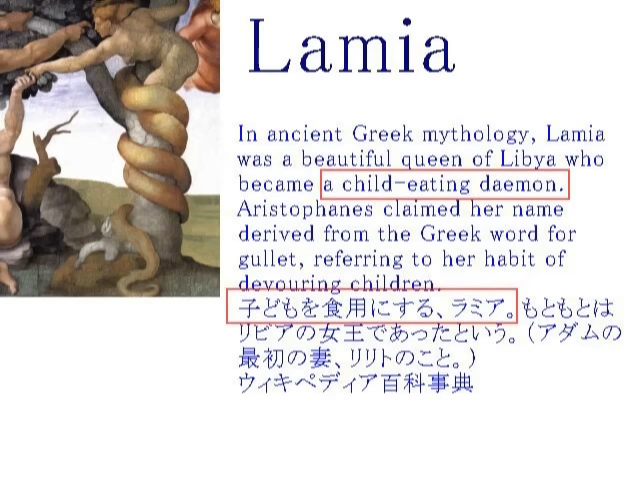 Lamia
In ancient Greek mythology, Lamia
was a beautiful queen of Libya who
became a child-eating daemon.
Aristophanes claimed her name
derived from the Greek word for
gullet, referring to her habit of
devouring children.
子どもを食用にする、ラミア。もともとは
リビアの女王であったという。（アダムの
最初の妻、リリトのこと。）
ウィキペディア百科事典